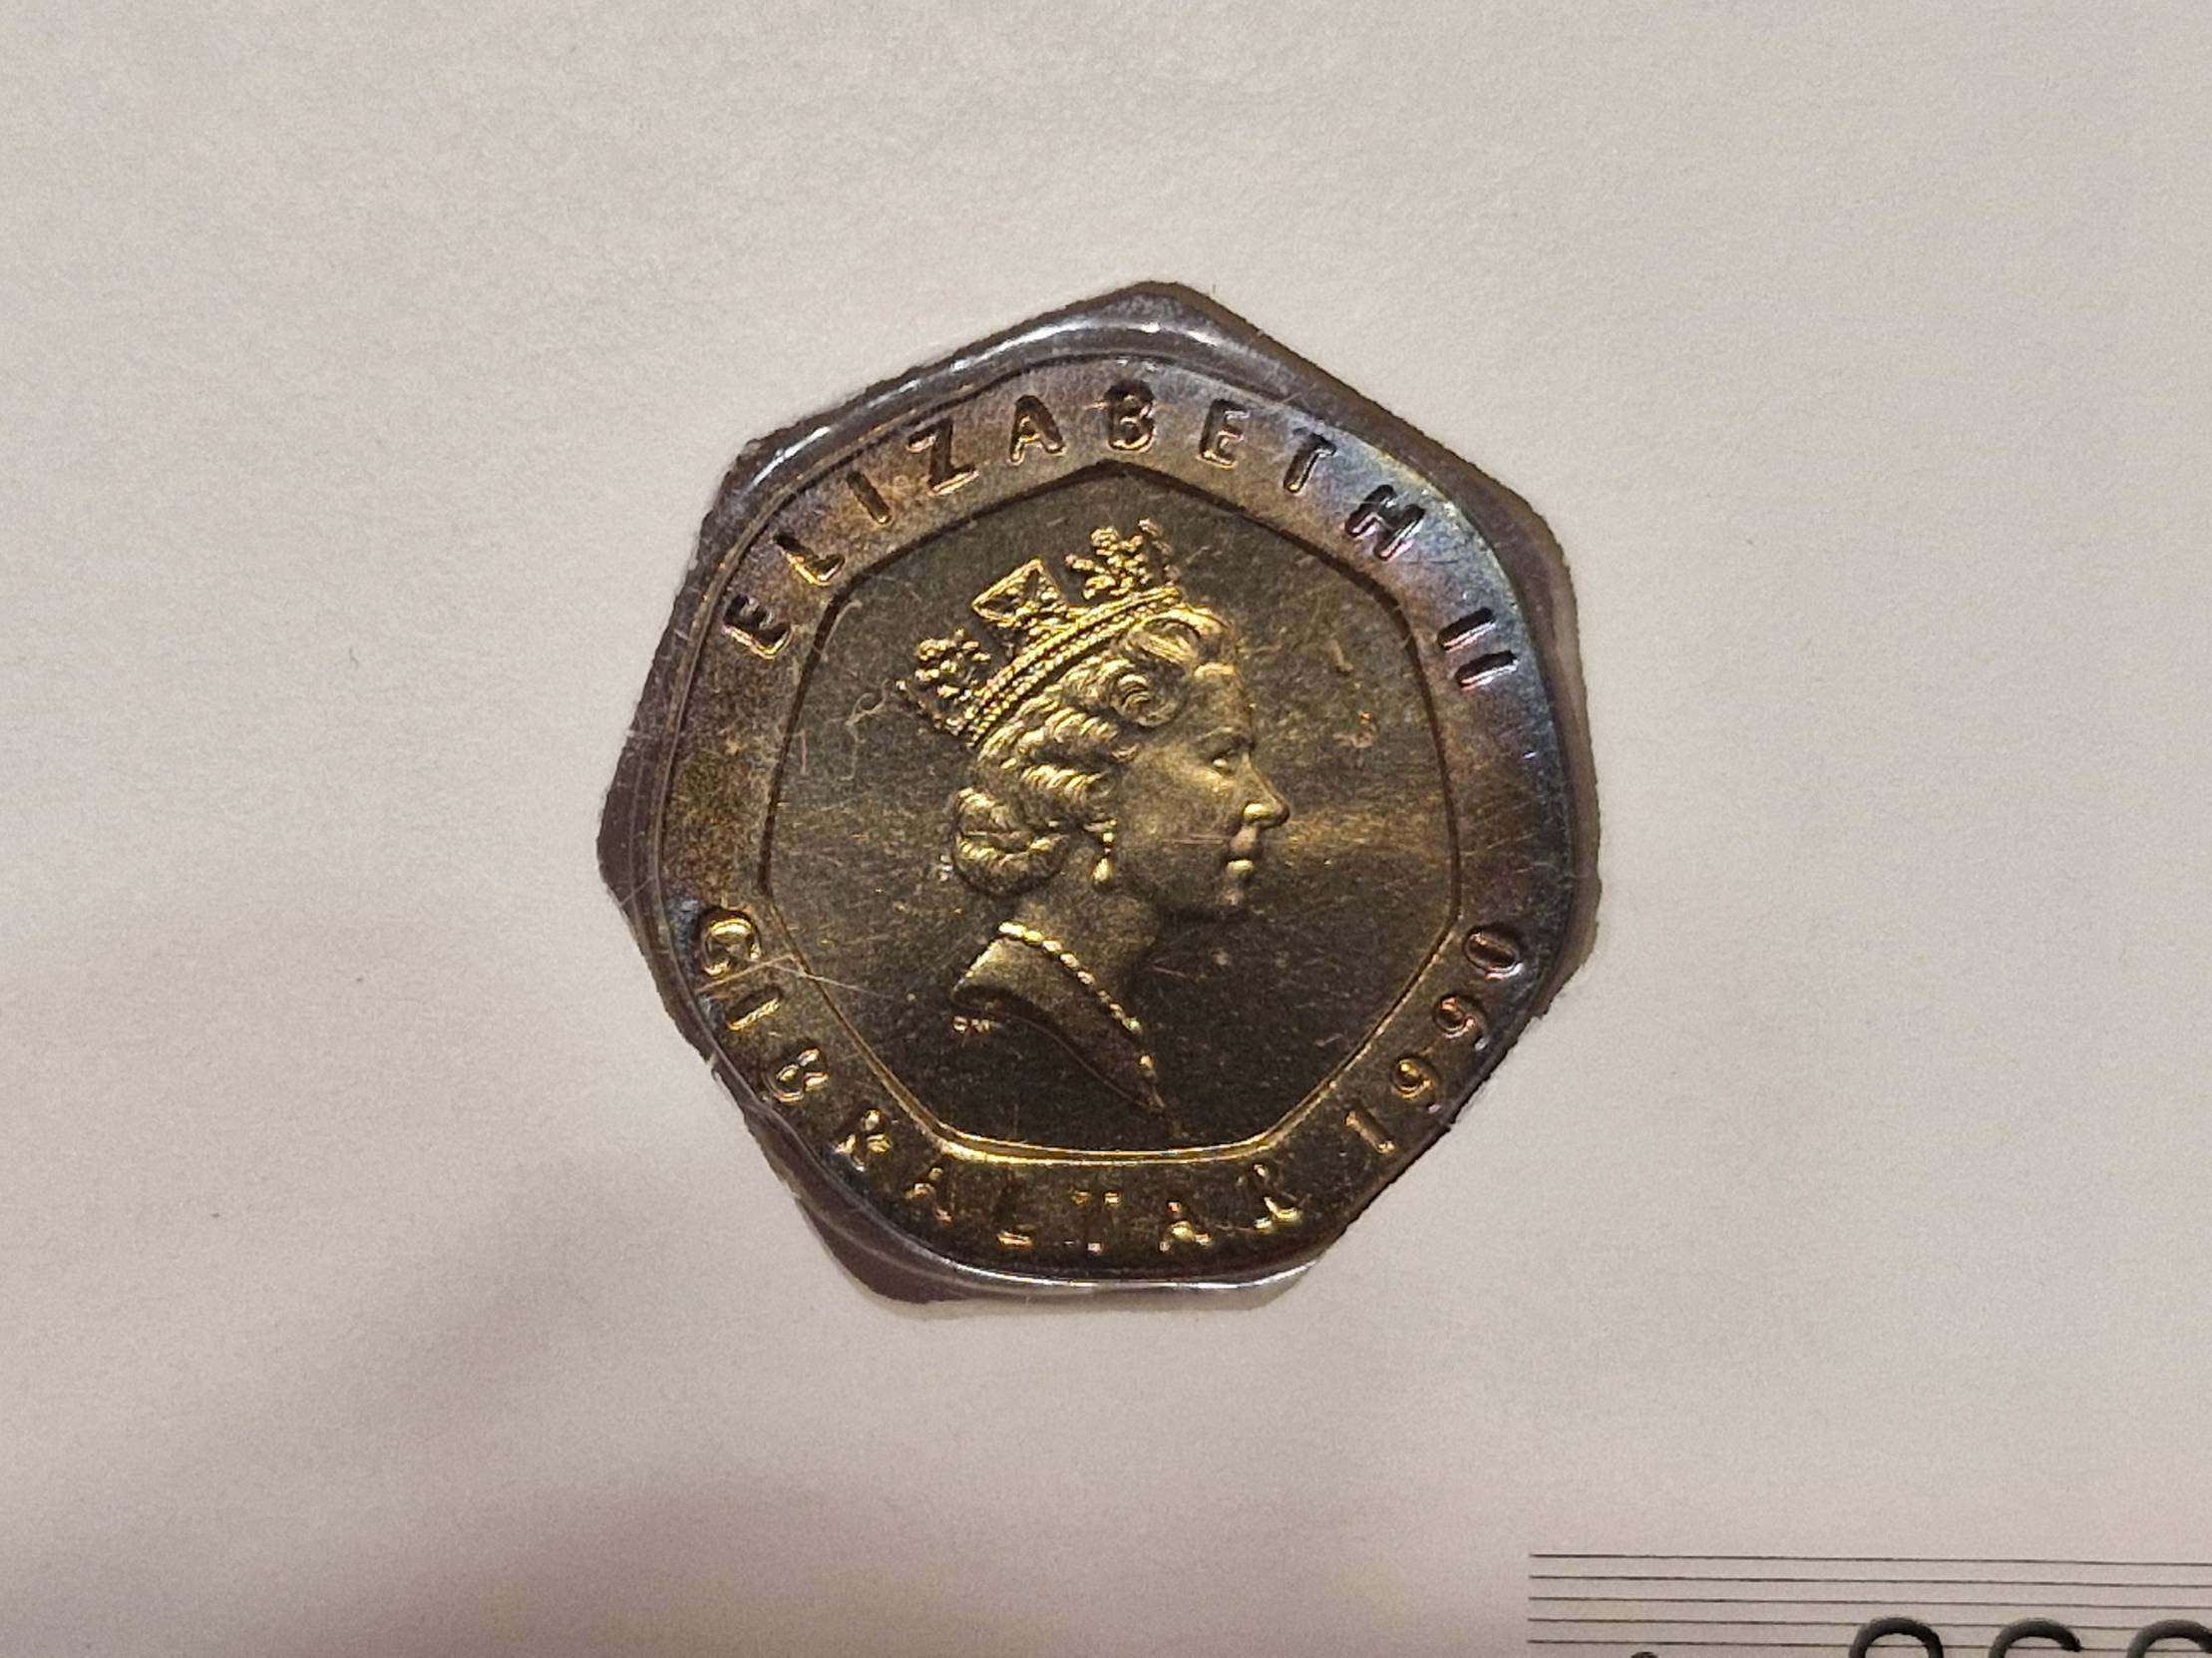 ELIZABETH II
GIBRALTAR 1990